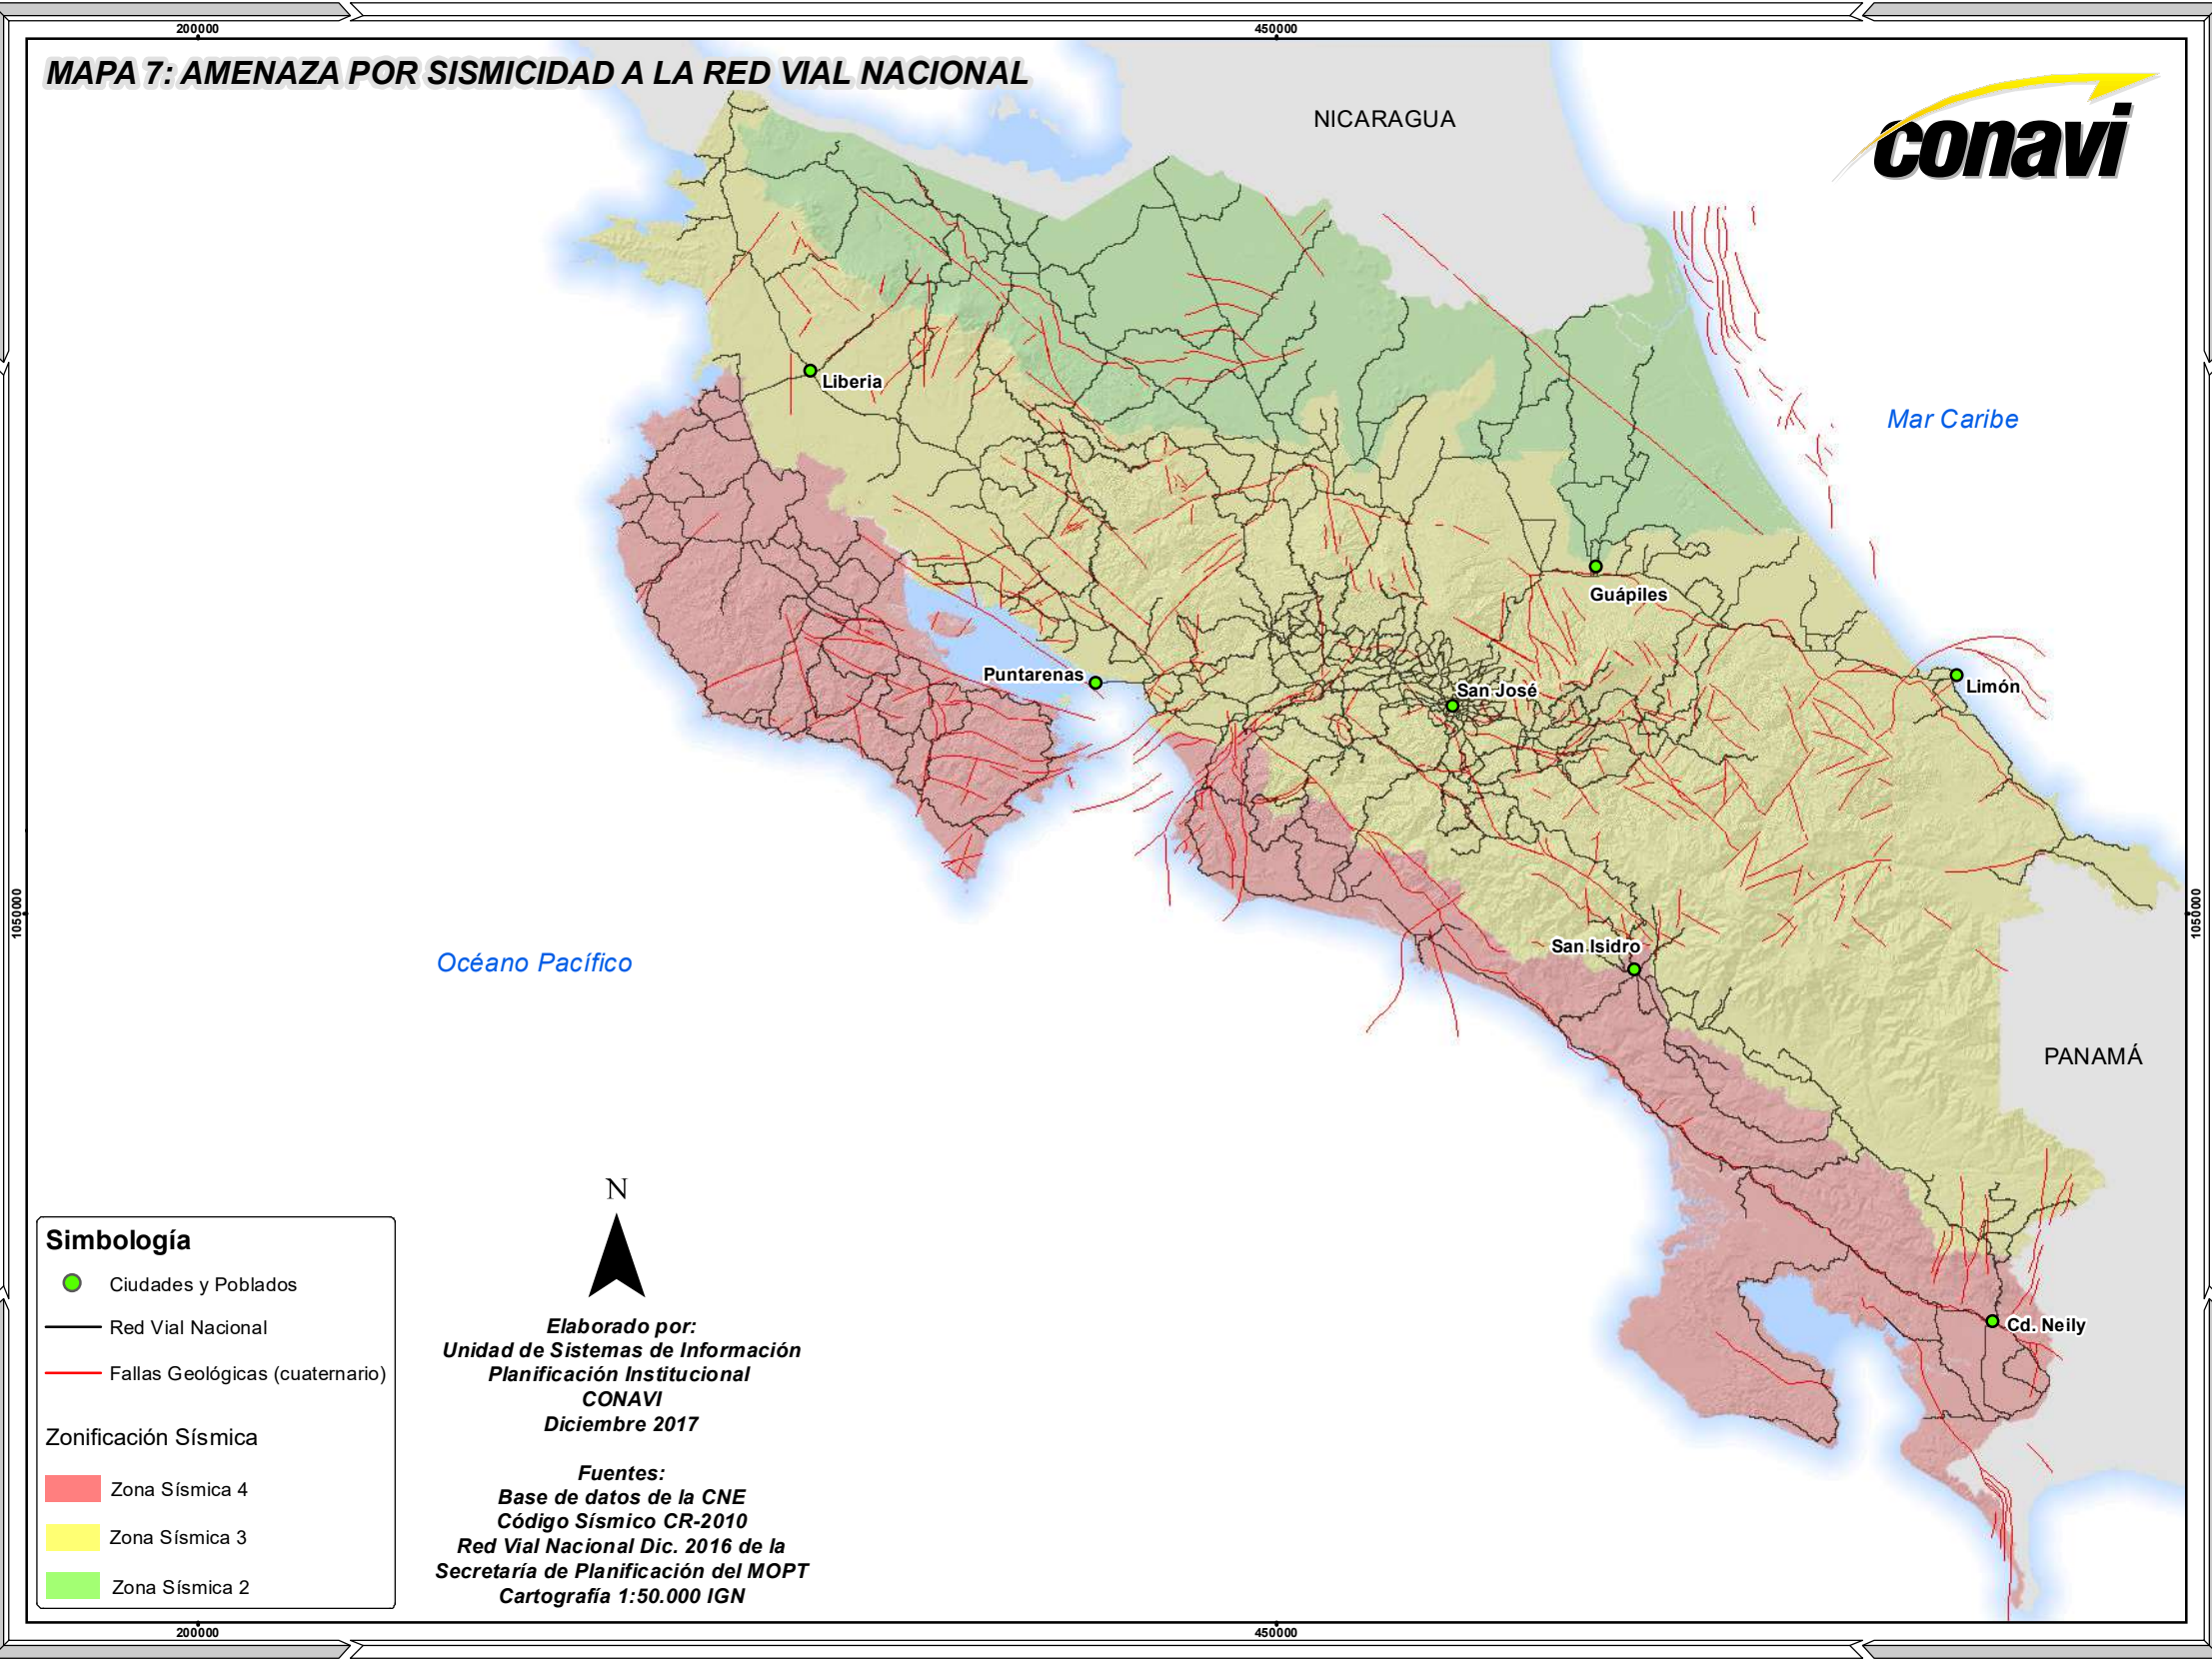 200000
450000
MAPA 7: AMENAZA POR SISMICIDAD A LA RED VIAL NACIONAL
conavi
NICARAGUA
Mar Caribe
Liberia
Guápiles
Puntarenas
San José
Limón
Océano Pacífico
San Isidro
PANAMÁ
Cd. Neily
1050000
1050000
N
Simbología
Ciudades y Poblados
Red Vial Nacional
Fallas Geológicas (cuaternario)
Zonificación Sísmica
Zona Sísmica 4
Zona Sísmica 3
Zona Sísmica 2
Elaborado por:
Unidad de Sistemas de Información
Planificación Institucional
CONAVI
Diciembre 2017
Fuentes:
Base de datos de la CNE
Código Sísmico CR-2010
Red Vial Nacional Dic. 2016 de la
Secretaría de Planificación del MOPT
Cartografía 1:50.000 IGN
200000
450000